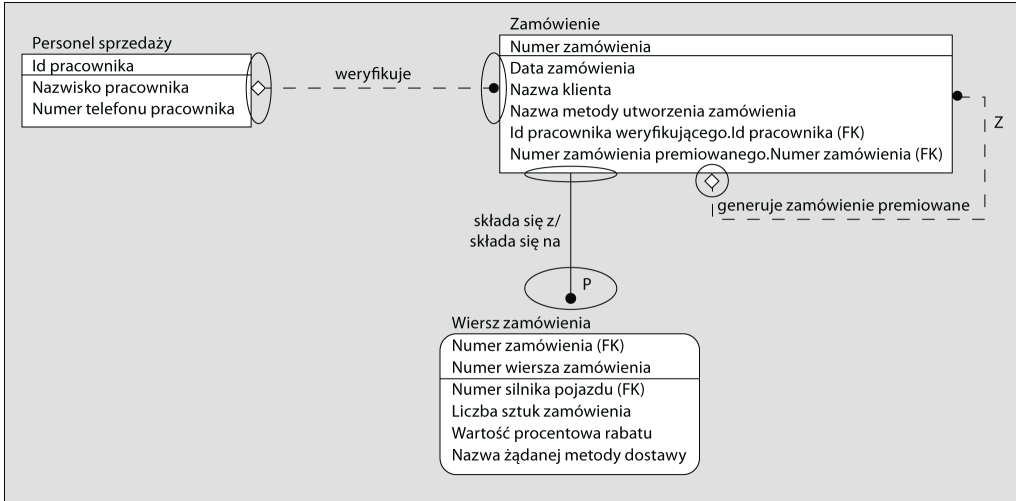 Personel sprzedaży
Id pracownika
Nazwisko pracownika
Numer telefonu pracownika
weryfikuje
Zamówienie
Numer zamówienia
Data zamówienia
Nazwa klienta
Nazwa metody utworzenia zamówienia
Id pracownika weryfikującego.Id pracownika (FK)
Numer zamówienia premiowanego.Numer zamówienia (FK)
Z
generuje zamówienie premiowane
składa się z/
składa się na
P
Wiersz zamówienia
Numer zamówienia (FK)
Numer wiersza zamówienia
Numer silnika pojazdu (FK)
Liczba sztuk zamówienia
Wartość procentowa rabatu
Nazwa żądanej metody dostawy